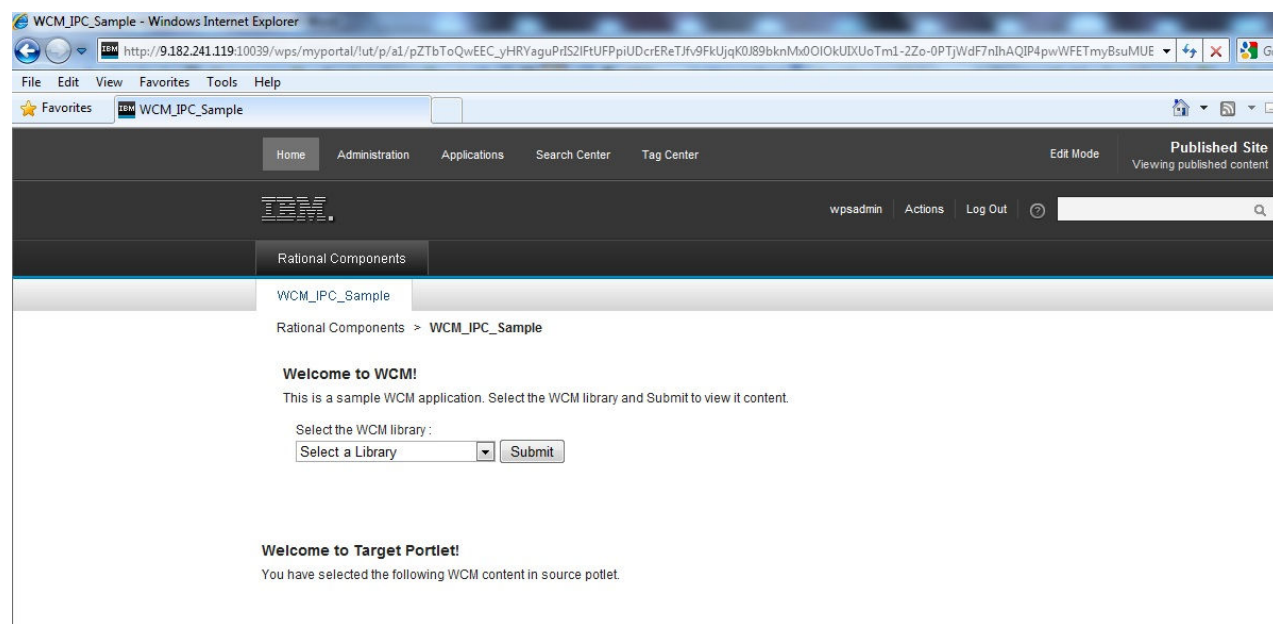 WCM_IPC_Sample - Windows Internet Explorer
IBM http://9.182.241.119:10039/wps/myportal/!ut/p/a1/
File Edit View Favorites Tools Help
Favorites IBM WCM_IPC_Sample
Home Administration Applications Search Center Tag Center Edit Mode Published Site
Viewing published content
IBM. wpsadmin Actions Log Out ?
Rational Components
WCM_IPC_Sample
Rational Components > WCM_IPC_Sample
Welcome to WCM!
This is a sample WCM application. Select the WCM library and Submit to view it content.
Select the WCM library :
Select a Library Submit
Welcome to Target Portlet!
You have selected the following WCM content in source potlet.